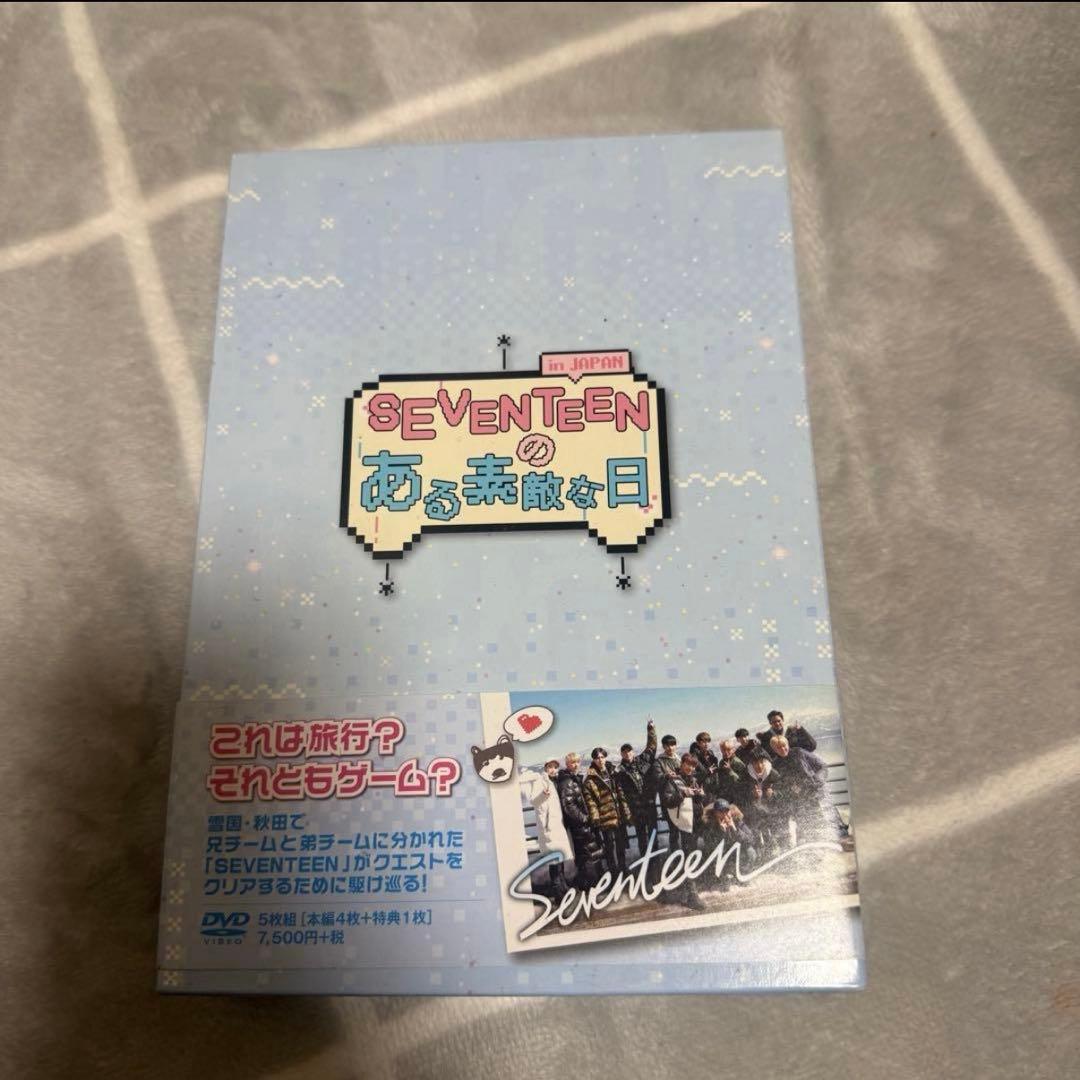 in JAPAN
SEVENTEEN
の
ある素敵な日
これは旅行？
それともゲーム？
雪国・秋田で
兄チームと弟チームに分かれた
「SEVENTEEN」がクエストを
クリアするために駆け巡る！
DVD VIDEO 5枚組［本編4枚+特典1枚］
7,500円+税
Seventeen